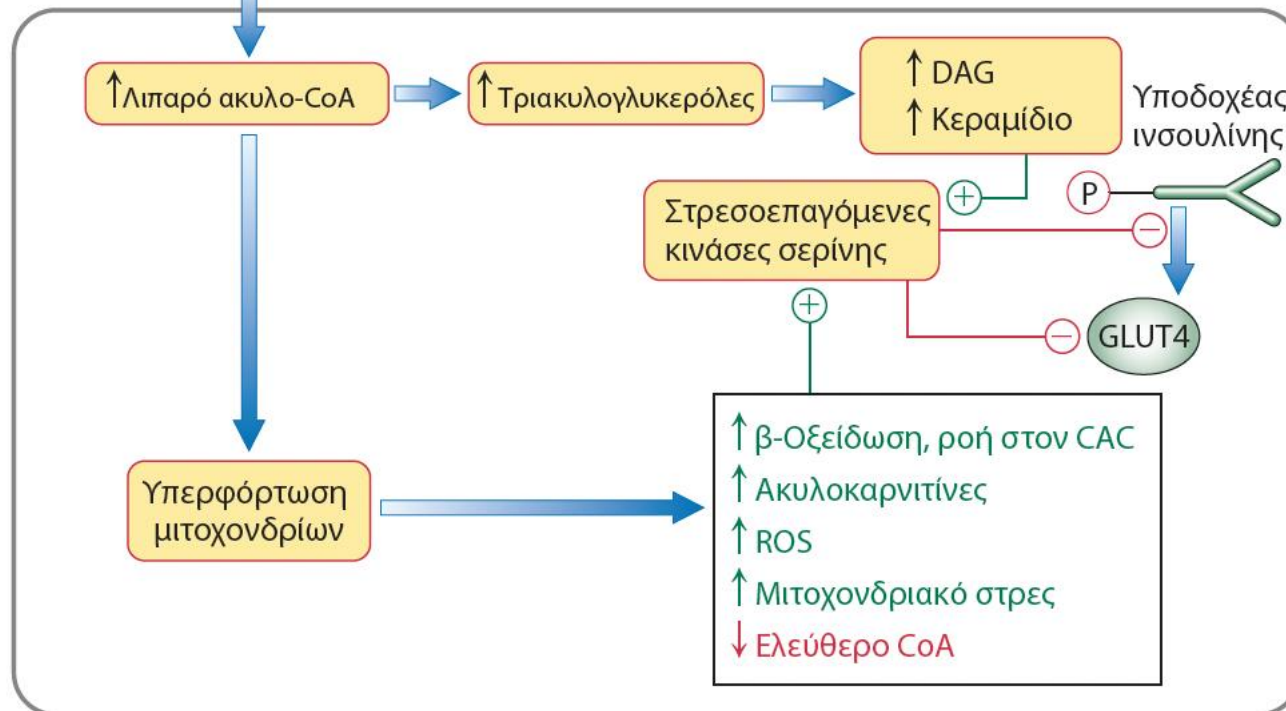 ↑Λιπαρό ακυλο-CoA
↑Τριακυλογλυκερόλες
↑ DAG
↑ Κεραμίδιο
Υποδοχέας
ινσουλίνης
P
+
Στρεσοεπαγόμενες
κινάσες σερίνης
−
+
−
GLUT4
Υπερφόρτωση
μιτοχονδρίων
↑ β-Οξείδωση, ροή στον CAC
↑ Ακυλοκαρνιτίνες
↑ ROS
↑ Μιτοχονδριακό στρες
↓ Ελεύθερο CoA